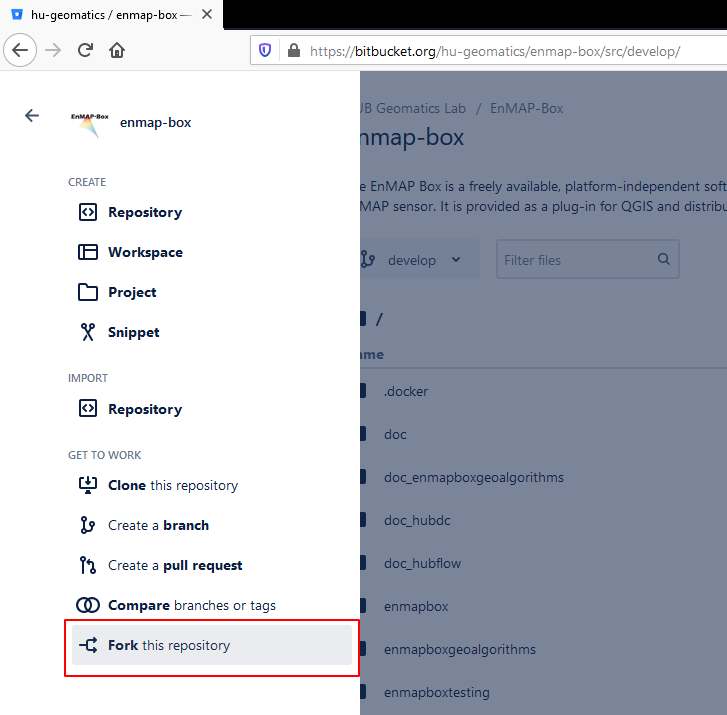 hu-geomatics / enmap-box —
https://bitbucket.org/hu-geomatics/enmap-box/src/develop/
EnMAP-Box
enmap-box
CREATE
Repository
Workspace
Project
Snippet
IMPORT
Repository
GET TO WORK
Clone this repository
Create a branch
Create a pull request
Compare branches or tags
Fork this repository
UB Geomatics Lab / EnMAP-Box
nmap-box
e EnMAP Box is a freely available, platform-independent soft
MAP sensor. It is provided as a plug-in for QGIS and distribu
develop
Filter files
/
ame
.docker
doc
doc_enmapboxgeoalgorithms
doc_hubdc
doc_hubflow
enmapbox
enmapboxgeoalgorithms
enmapboxtesting